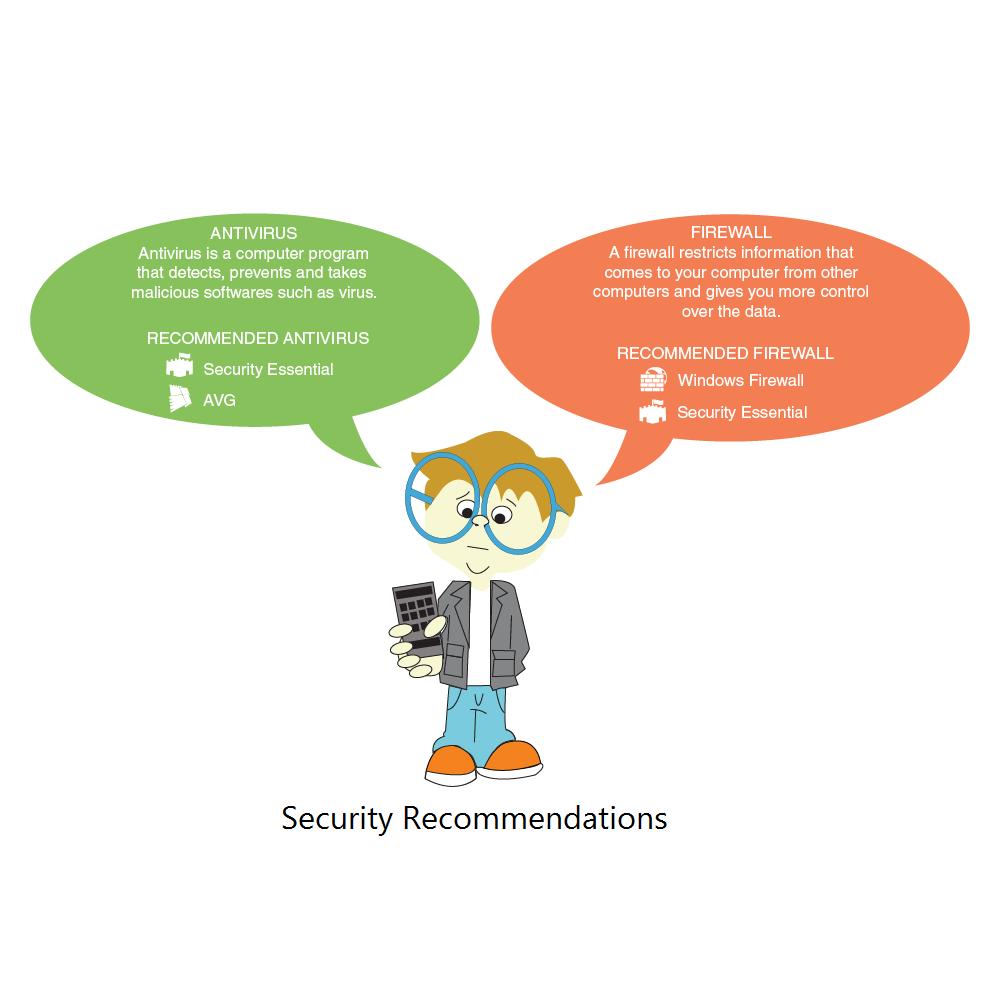 ANTIVIRUS
Antivirus is a computer program
that detects, prevents and takes
malicious softwares such as virus.
RECOMMENDED ANTIVIRUS
Security Essential
AVG
FIREWALL
A firewall restricts information that
comes to your computer from other
computers and gives you more control
over the data.
RECOMMENDED FIREWALL
Windows Firewall
Security Essential
Security Recommendations